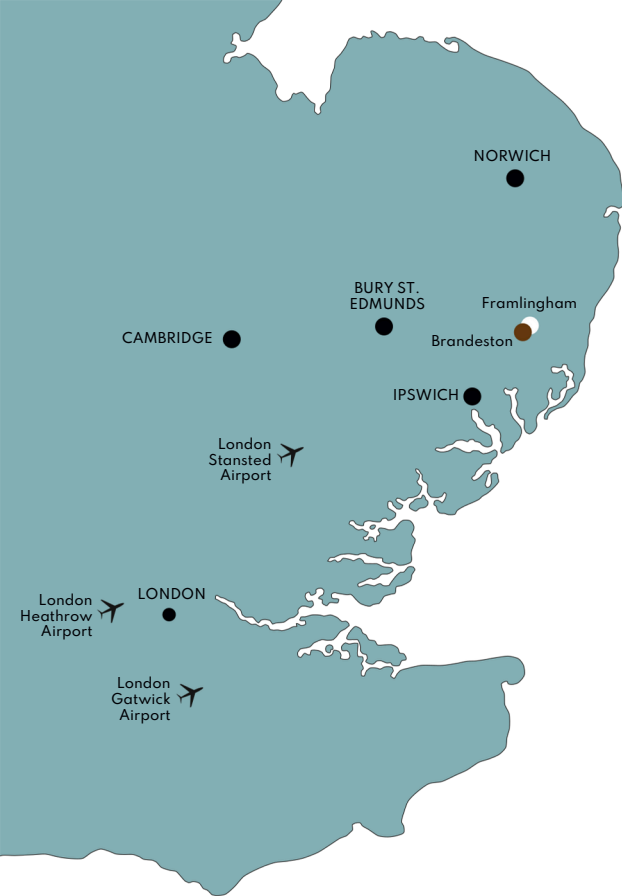 NORWICH
BURY ST.
EDMUNDS
Framlingham
CAMBRIDGE
Brandeston
IPSWICH
London
Stansted
Airport
LONDON
London
Heathrow
Airport
London
Gatwick
Airport